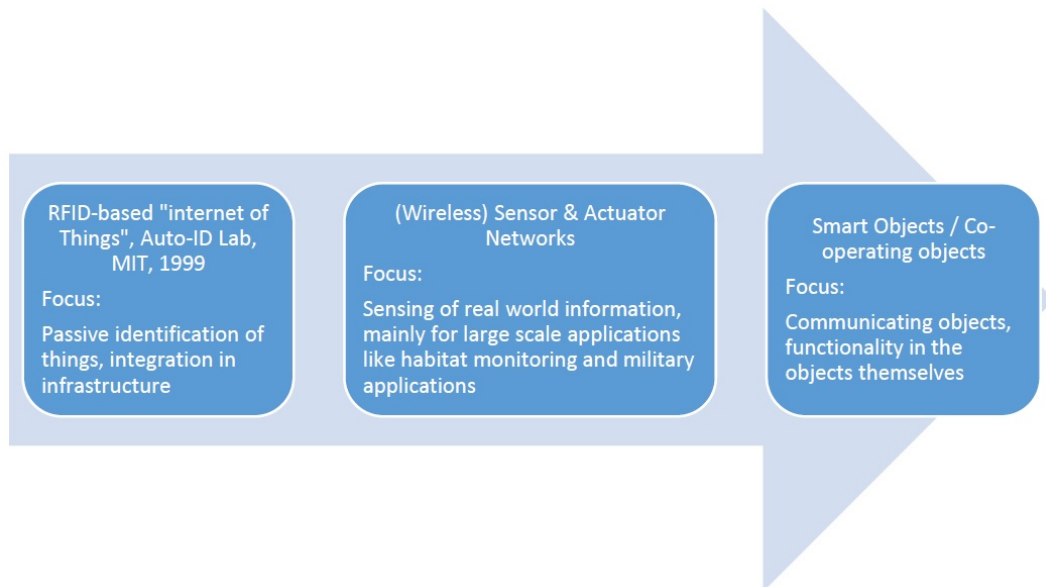 RFID-based "internet of
Things", Auto-ID Lab,
MIT, 1999
Focus:
Passive identification of
things, integration in
infrastructure
(Wireless) Sensor & Actuator
Networks
Focus:
Sensing of real world information,
mainly for large scale applications
like habitat monitoring and military
applications
Smart Objects / Co-
operating objects
Focus:
Communicating objects,
functionality in the
objects themselves